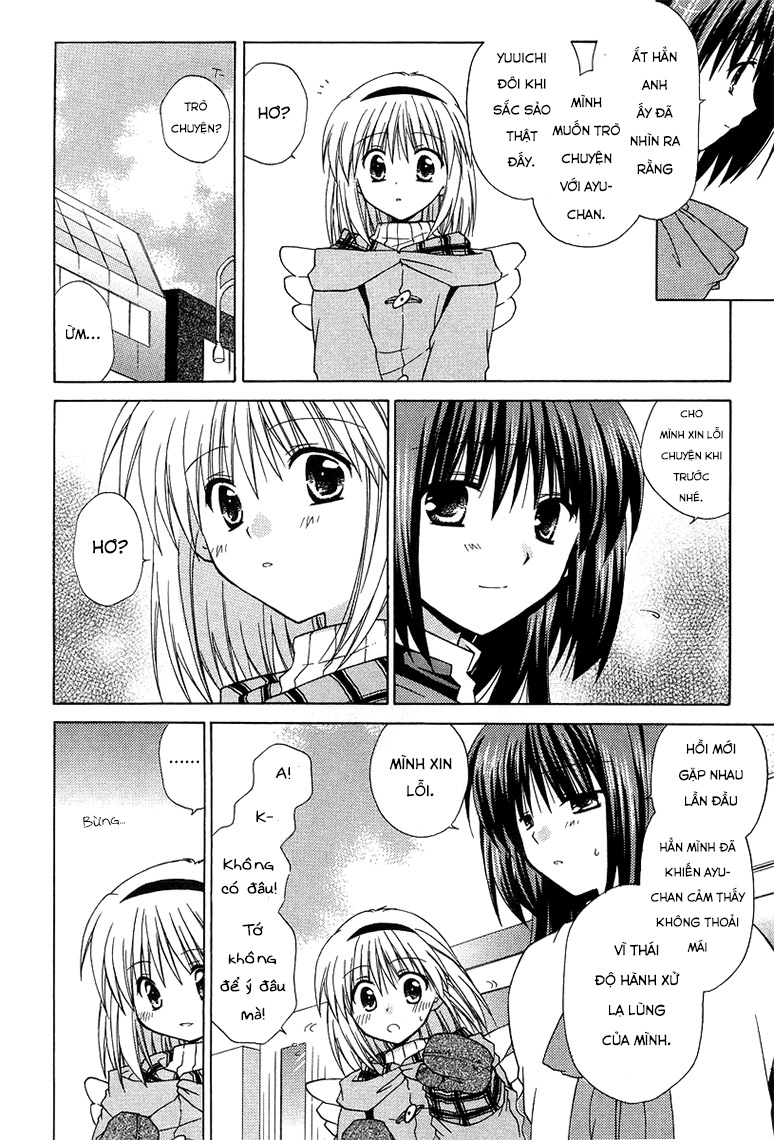 ẤT HẲN
ANH
ẤY ĐÃ
NHÌN RA
RẰNG
MÌNH
MUỐN TRÒ
CHUYỆN
VỚI AYU-
CHAN.
YUUICHI
ĐÔI KHI
SẮC SẢO
THẬT
ĐẤY.
HƠ?
T-
TRÒ
CHUYỆN?
ỪM...
CHO
MÌNH XIN LỖI
CHUYỆN KHI
TRƯỚC
NHÉ.
HƠ?
HỒI MỚI
GẶP NHAU
LẦN ĐẦU
HẲN MÌNH ĐÃ
KHIẾN AYU-
CHAN CẢM THẤY
KHÔNG THOẢI
MÁI
VÌ THÁI
ĐỘ HÀNH XỬ
LẠ LÙNG
CỦA MÌNH.
MÌNH XIN
LỖI.
A!
K-
Không
có đâu!
Tớ
không
để ý đâu
mà!
......
Bừng...